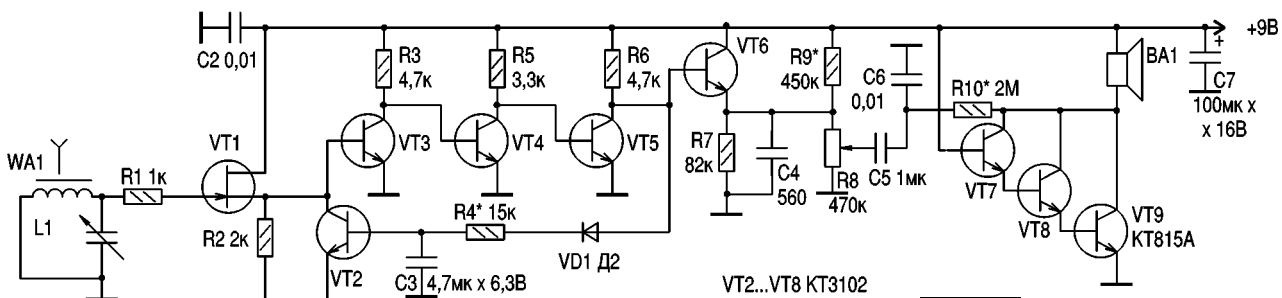 C2 0,01
R3
4,7к
R5
3,3к
R6
4,7к
VT6
R9*
450к
C6
0,01
R10* 2М
BA1
+9В
+
C7
100мк х
х 16В
WA1
L1
R1 1к
VT1
VT3
VT4
VT5
R7
82к
C4
560
R8
470к
C5 1мк
VT7
VT8
VT9
КТ815А
R2 2к
VT2
R4* 15к
C3
4,7мк х 6,3В
VD1 Д2
VT2...VT8 КТ3102